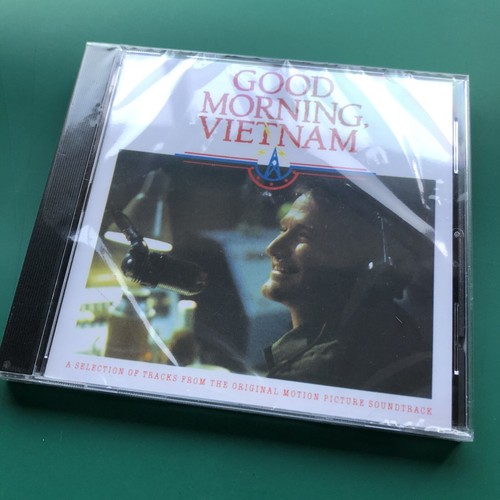 GOOD
MORNING,
VIETNAM
A SELECTION OF TRACKS FROM THE ORIGINAL MOTION PICTURE SOUNDTRACK